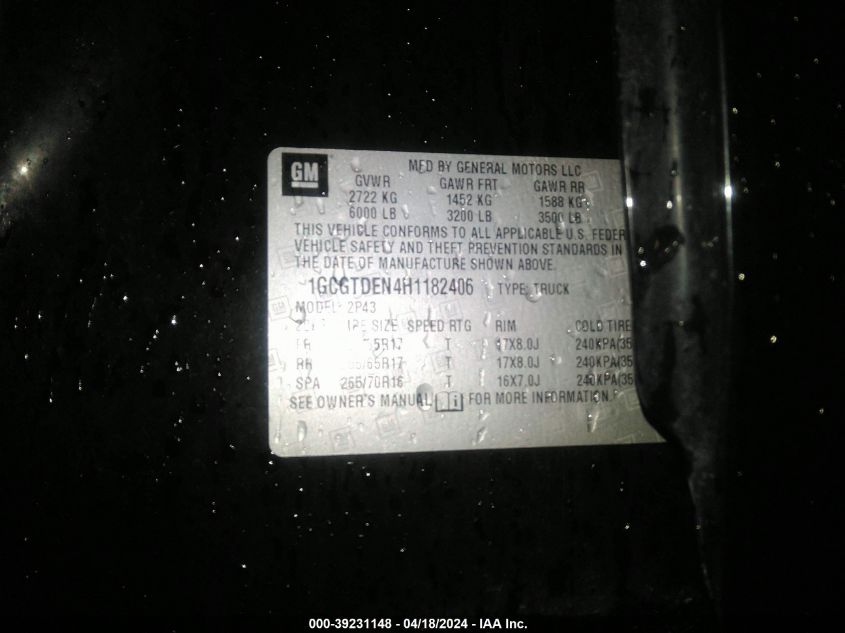 GM
MFD BY GENERAL MOTORS LLC
GVWR GAWR FRT GAWR RR
2722 KG 1452 KG 1588 KG
6000 LB 3200 LB 3500 LB
THIS VEHICLE CONFORMS TO ALL APPLICABLE U.S. FEDER
VEHICLE SAFETY AND THEFT PREVENTION STANDARDS IN
THE DATE OF MANUFACTURE SHOWN ABOVE.
1GCGTDEN4H1182406 TYPE: TRUCK
MODEL: 2P43
SIZE SPEED RTG RIM COLD TIRE
5R17 T 17X8.0J 240KPA(35
/65R17 T 17X8.0J 240KPA(35
SPA 265/70R16 T 16X7.0J 240KPA(35
SEE OWNER'S MANUAL i FOR MORE INFORMATION.
000-39231148 - 04/18/2024 - IAA Inc.